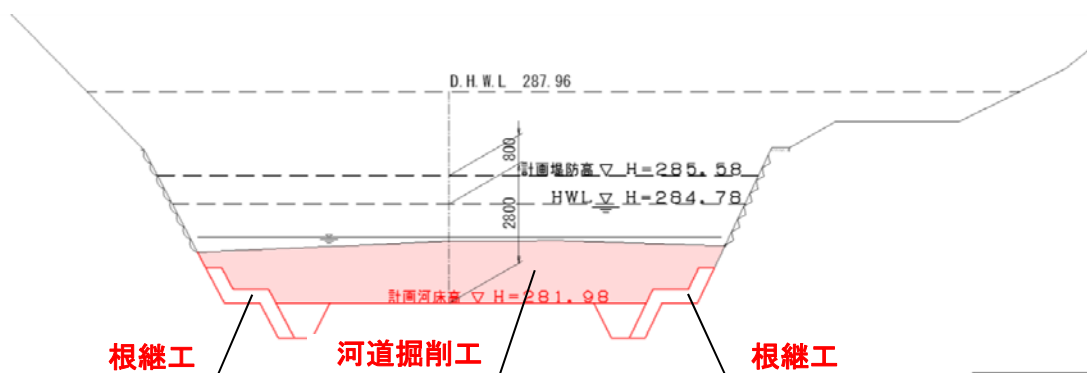 D.H.W.L 287.96
800
計画堤防高 ▽ H=285.58
HWL ▽ H=284.78
2800
計画河床高 ▽ H=281.98
根継工
河道掘削工
根継工